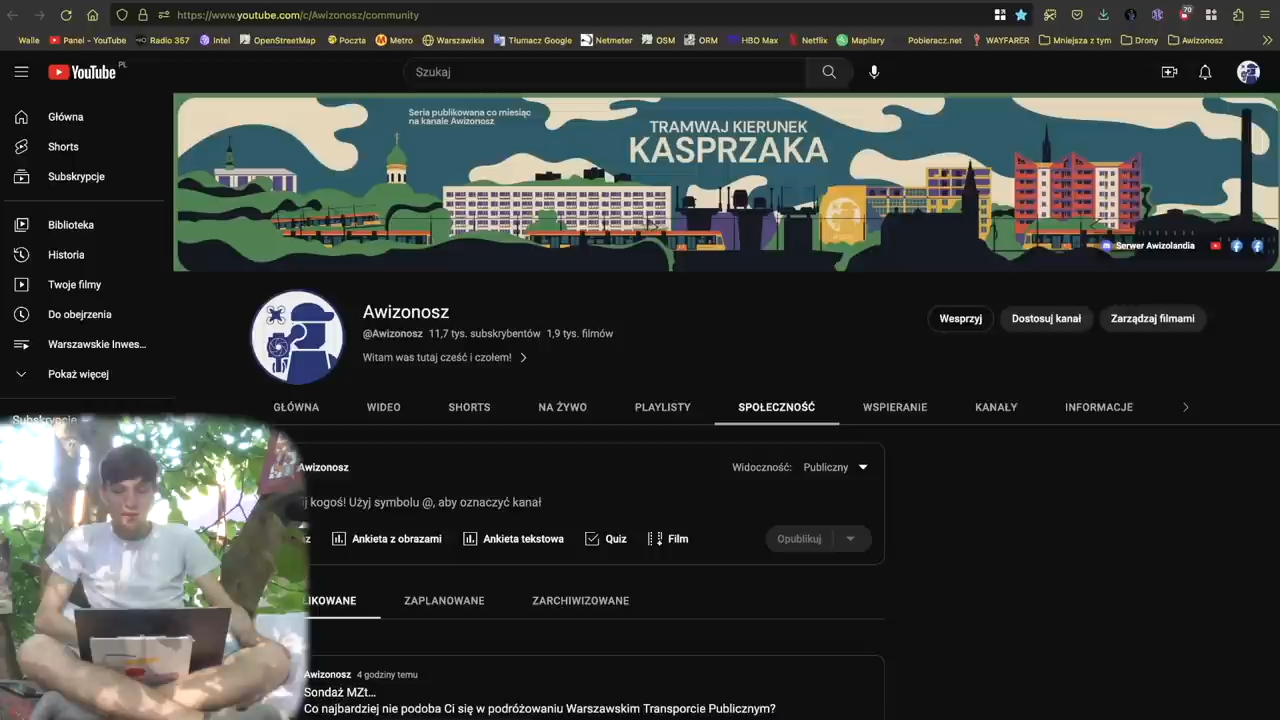 https://www.youtube.com/c/Awizonosz/community
70
Walle
Panel - YouTube
Radio 357
Intel
OpenStreetMap
Poczta
Metro
Warszawikia
Tłumacz Google
Netmeter
OSM
ORM
HBO Max
Netflix
Mapilary
Pobieracz.net
WAYFARER
Mniejsza z tym
Drony
Awizonosz
YouTube PL
Szukaj
Główna
Shorts
Subskrypcje
Biblioteka
Historia
Twoje filmy
Do obejrzenia
Warszawskie Inwes...
Pokaż więcej
Subskrypcje
Seria publikowana co miesiąc
na kanale Awizonosz
TRAMWAJ KIERUNEK
KASPRZAKA
Serwer Awizolandia
Awizonosz
@Awizonosz 11,7 tys. subskrybentów 1,9 tys. filmów
Witam was tutaj cześć i czołem!
Wesprzyj
Dostosuj kanał
Zarządzaj filmami
GŁÓWNA
WIDEO
SHORTS
NA ŻYWO
PLAYLISTY
SPOŁECZNOŚĆ
WSPIERANIE
KANAŁY
INFORMACJE
Awizonosz
Widoczność: Publiczny
ij kogoś! Użyj symbolu @, aby oznaczyć kanał
z
Ankieta z obrazami
Ankieta tekstowa
Quiz
Film
Opublikuj
LIKOWANE
ZAPLANOWANE
ZARCHIWIZOWANE
Awizonosz 4 godziny temu
Sondaż MZt...
Co najbardziej nie podoba Ci się w podróżowaniu Warszawskim Transporcie Publicznym?